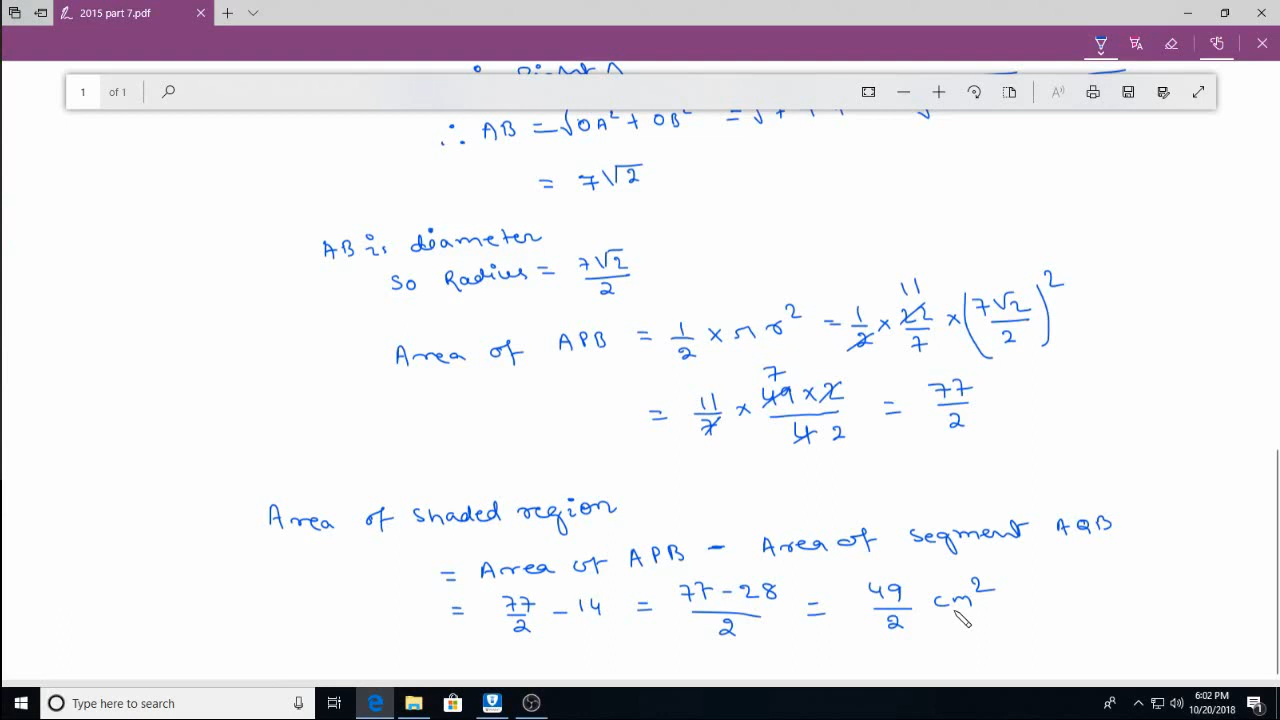 2015 part 7.pdf
1 of 1
∴ AB = √OA² + OB² =
= 7√2
AB is diameter
So Radius = 7√2/2
Area of APB = 1/2 × π r² = 1/2 × 22/7 × (7√2/2)²
11
= 11/7 × 49 × 2/4 = 77/2
7
2
Area of shaded region
= Area of APB - Area of segment AQB
= 77/2 - 14 = 77 - 28/2 = 49/2 cm²
Type here to search
6:02 PM
10/20/2018